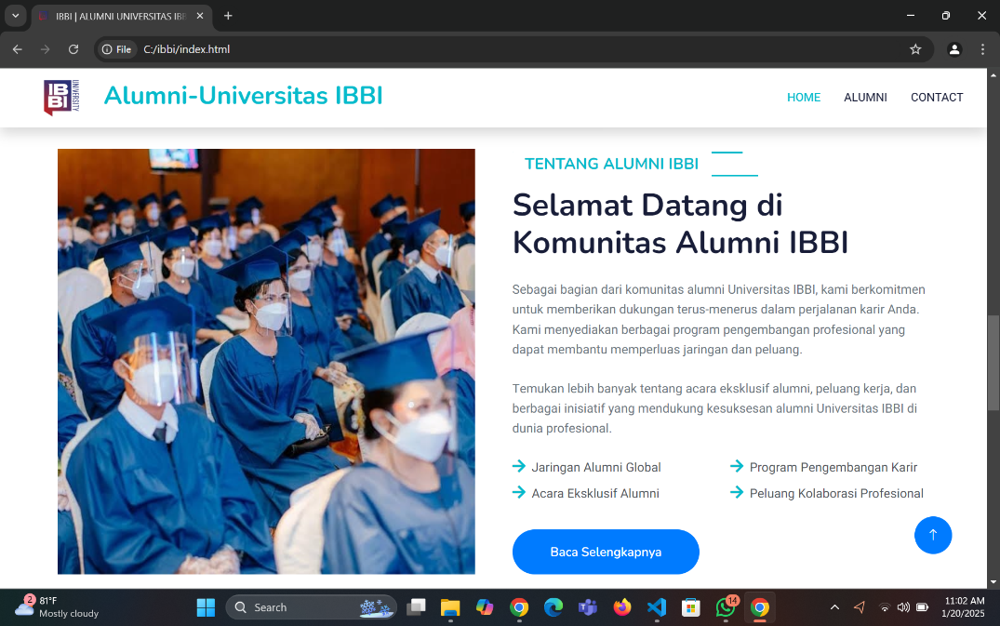 IBBI | ALUMNI UNIVERSITAS IBB
File
C:/ibbi/index.html
IB
BI
UNIVERSITY
Alumni-Universitas IBBI
HOME
ALUMNI
CONTACT
TENTANG ALUMNI IBBI
Selamat Datang di
Komunitas Alumni IBBI
Sebagai bagian dari komunitas alumni Universitas IBBI, kami berkomitmen
untuk memberikan dukungan terus-menerus dalam perjalanan karir Anda.
Kami menyediakan berbagai program pengembangan profesional yang
dapat membantu memperluas jaringan dan peluang.
Temukan lebih banyak tentang acara eksklusif alumni, peluang kerja, dan
berbagai inisiatif yang mendukung kesuksesan alumni Universitas IBBI di
dunia profesional.
Jaringan Alumni Global
Program Pengembangan Karir
Acara Eksklusif Alumni
Peluang Kolaborasi Profesional
Baca Selengkapnya
2
81°F
Mostly cloudy
Search
14
11:02 AM
1/20/2025